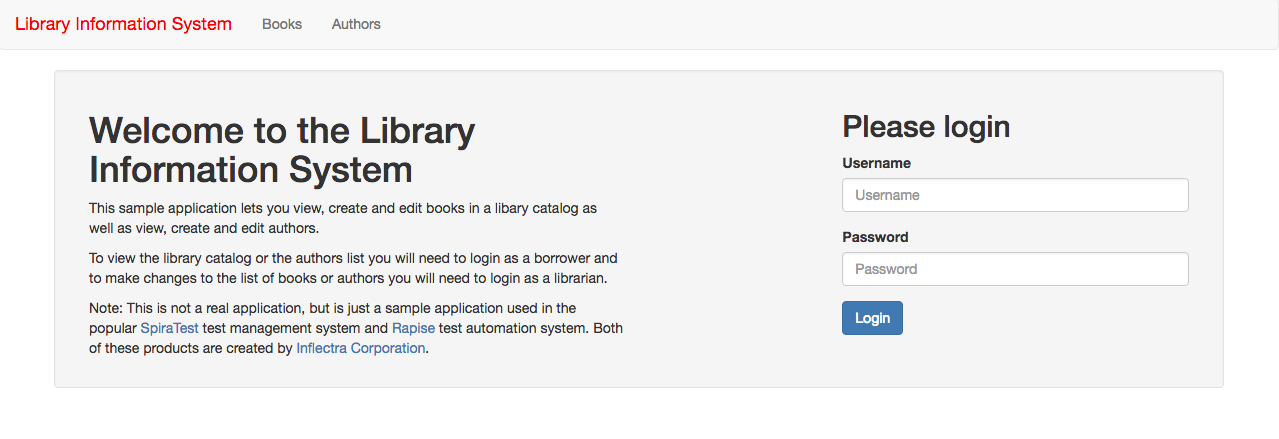 Library Information System Books Authors
Welcome to the Library
Information System
This sample application lets you view, create and edit books in a libary catalog as
well as view, create and edit authors.
To view the library catalog or the authors list you will need to login as a borrower and
to make changes to the list of books or authors you will need to login as a librarian.
Note: This is not a real application, but is just a sample application used in the
popular SpiraTest test management system and Rapise test automation system. Both
of these products are created by Inflectra Corporation.
Please login
Username
Username
Password
Password
Login